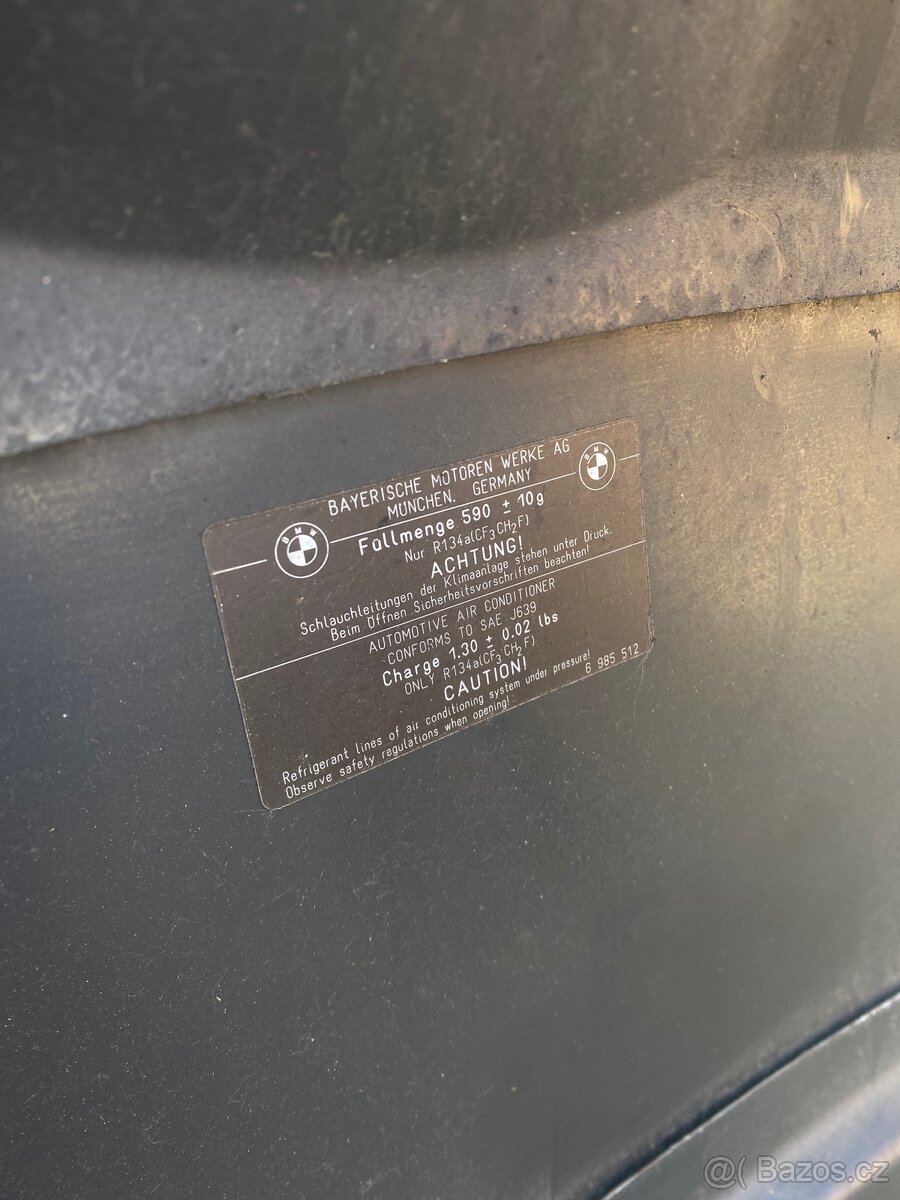 BAYERISCHE MOTOREN WERKE AG
MÜNCHEN, GERMANY
BMW
BMW
Füllmenge 590 ± 10g
Nur R134a(CF3CH2F)
ACHTUNG!
Schlauchleitungen der Klimaanlage stehen unter Druck.
Beim Öffnen Sicherheitsvorschriften beachten!
AUTOMOTIVE AIR CONDITIONER
CONFORMS TO SAE J639
Charge 1.30 ± 0.02 lbs
ONLY R134a(CF3CH2F)
CAUTION!
6 985 512
Refrigerant lines of air conditioning system under pressure!
Observe safety regulations when opening!
@( Bazos.cz